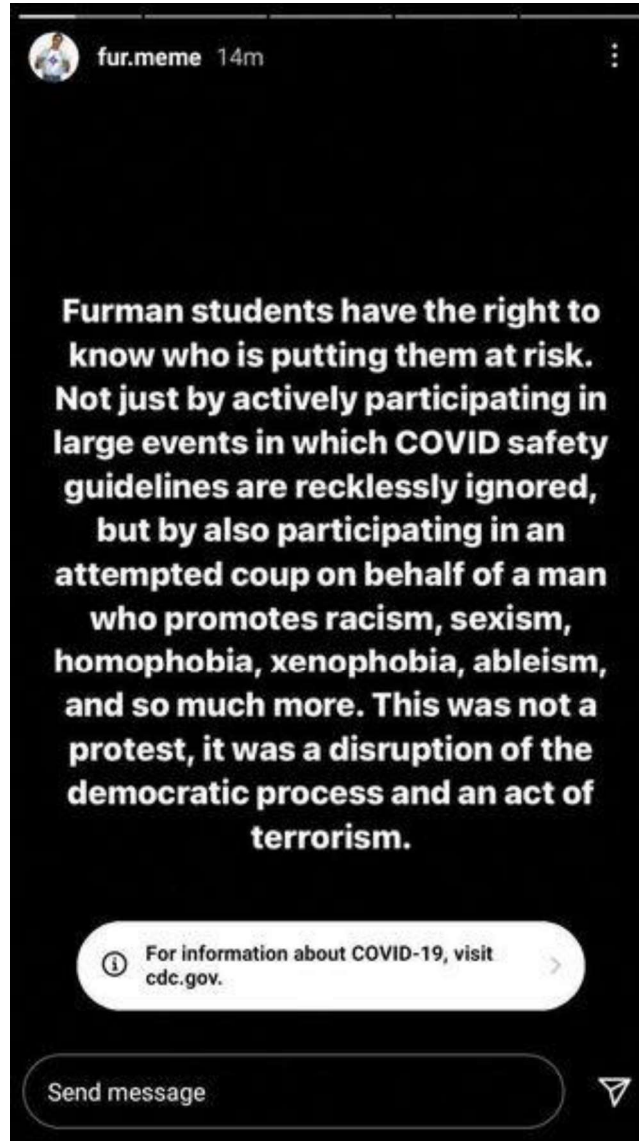 fur.meme 14m
Furman students have the right to
know who is putting them at risk.
Not just by actively participating in
large events in which COVID safety
guidelines are recklessly ignored,
but by also participating in an
attempted coup on behalf of a man
who promotes racism, sexism,
homophobia, xenophobia, ableism,
and so much more. This was not a
protest, it was a disruption of the
democratic process and an act of
terrorism.
For information about COVID-19, visit
cdc.gov.
Send message